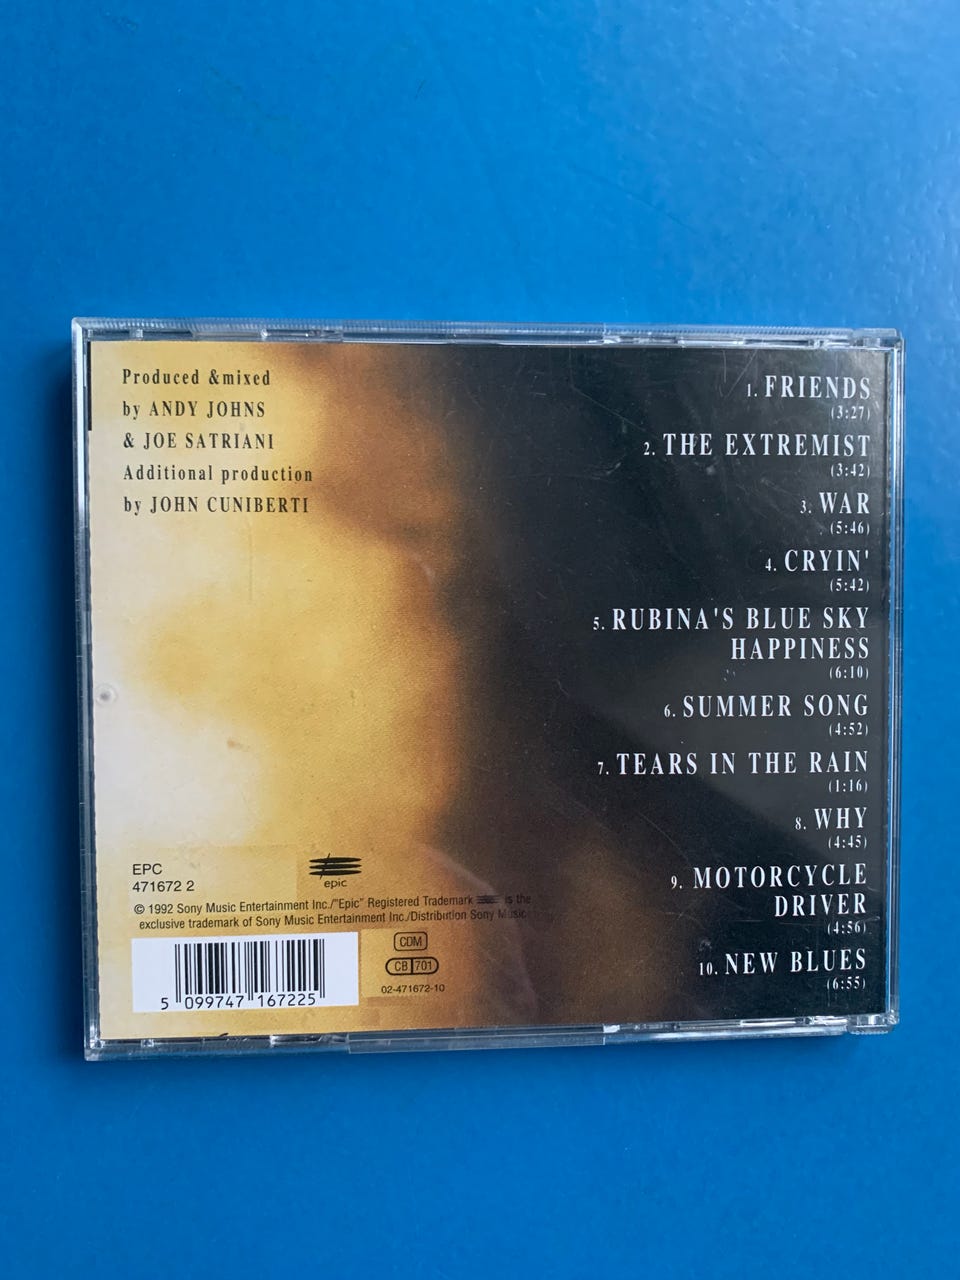 Produced &mixed
by ANDY JOHNS
& JOE SATRIANI
Additional production
by JOHN CUNIBERTI
1. FRIENDS
(3:27)
2. THE EXTREMIST
(3:42)
3. WAR
(5:46)
4. CRYIN'
(5:42)
5. RUBINA'S BLUE SKY
HAPPINESS
(6:10)
6. SUMMER SONG
(4:52)
7. TEARS IN THE RAIN
(1:16)
8. WHY
(4:45)
9. MOTORCYCLE
DRIVER
(4:56)
10. NEW BLUES
(6:55)
EPC
471672 2
epic
© 1992 Sony Music Entertainment Inc./"Epic" Registered Trademark is the
exclusive trademark of Sony Music Entertainment Inc./Distribution Sony Music
5 099747 167225
CDM
CB 701
02-471672-10